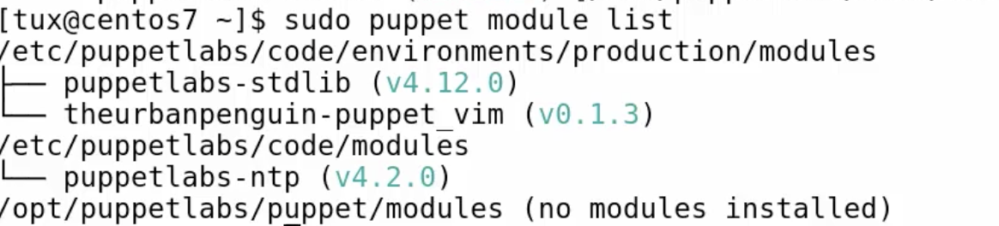 [tux@centos7 ~]$ sudo puppet module list
/etc/puppetlabs/code/environments/production/modules
├── puppetlabs-stdlib (v4.12.0)
└── theurbanpenguin-puppet_vim (v0.1.3)
/etc/puppetlabs/code/modules
└── puppetlabs-ntp (v4.2.0)
/opt/puppetlabs/puppet/modules (no modules installed)